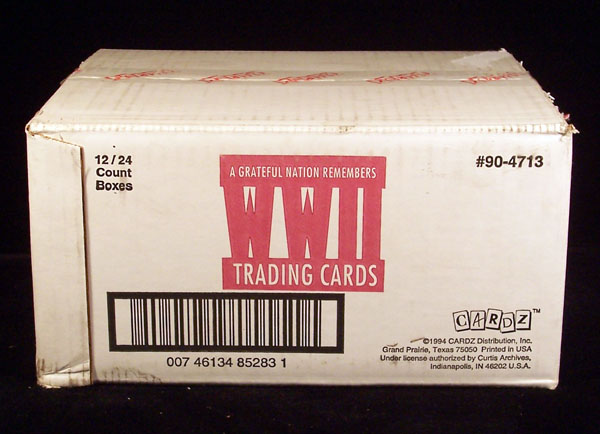 12 / 24
Count
Boxes
#90-4713
A GRATEFUL NATION REMEMBERS
WWII
TRADING CARDS
007 46134 85283 1
CARDZ™
©1994 CARDZ Distribution, Inc.
Grand Prairie, Texas 75050 Printed in USA
Under license authorized by Curtis Archives,
Indianapolis, IN 46202 U.S.A.